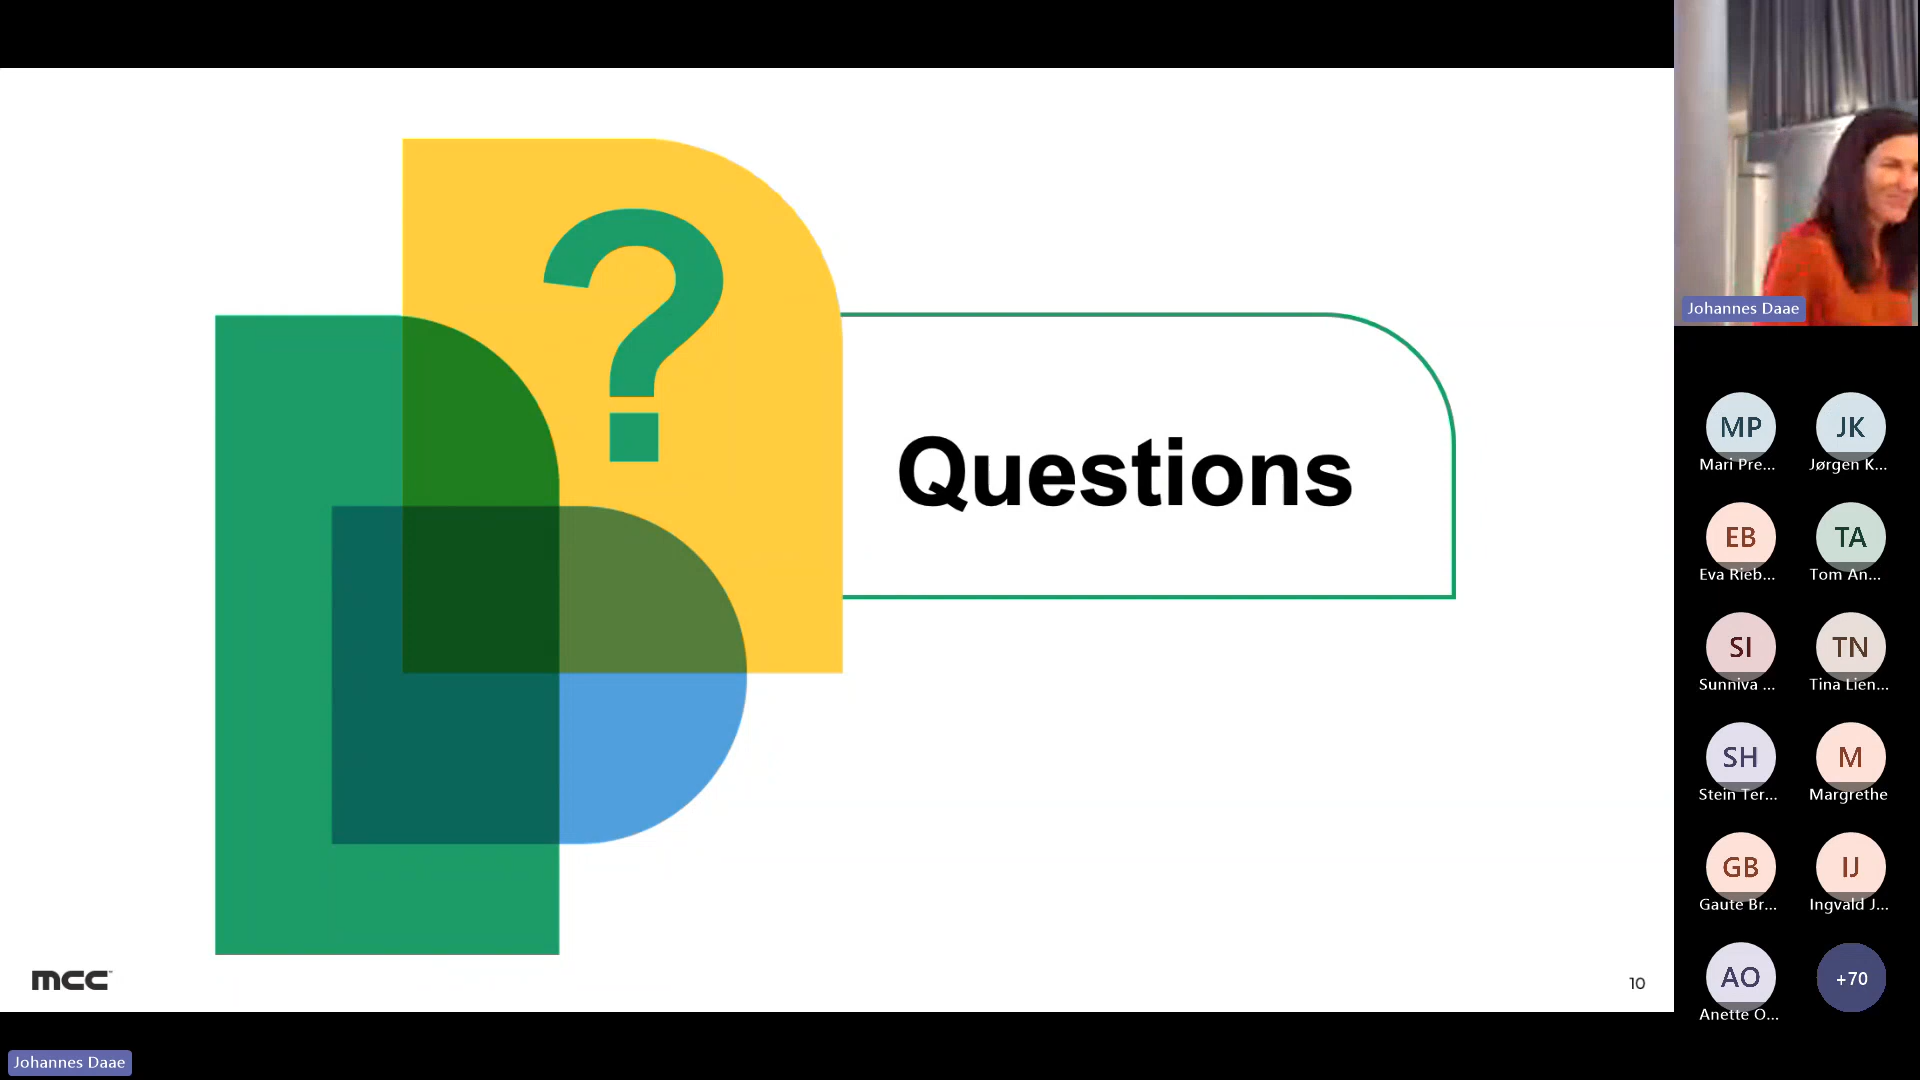 ?
Questions
mcc
10
Johannes Daae
Johannes Daae
MP
Mari Pre...
JK
Jørgen K...
EB
Eva Rieb...
TA
Tom An...
SI
Sunniva ...
TN
Tina Lien...
SH
Stein Ter...
M
Margrethe
GB
Gaute Br...
IJ
Ingvald J...
AO
Anette O...
+70